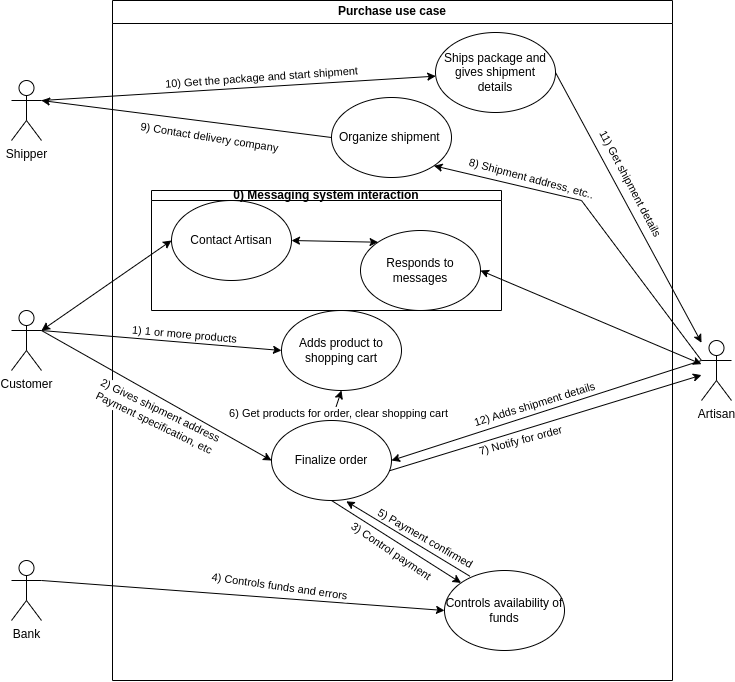 Purchase use case
Ships package and
gives shipment
details
10) Get the package and start shipment
Shipper
9) Contact delivery company
Organize shipment
11) Get shipment details
8) Shipment address, etc..
0) Messaging system interaction
Contact Artisan
Responds to
messages
Customer
1) 1 or more products
Adds product to
shopping cart
Artisan
2) Gives shipment address
Payment specification, etc
6) Get products for order, clear shopping cart
12) Adds shipment details
7) Notify for order
Finalize order
5) Payment confirmed
3) Control payment
Bank
4) Controls funds and errors
Controls availability of
funds